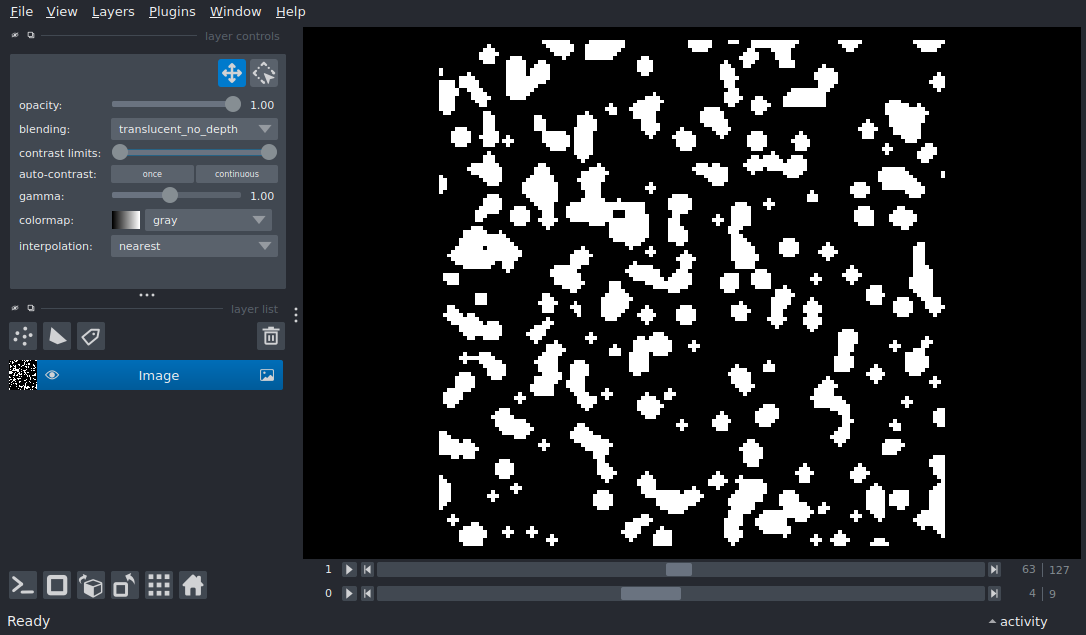 File View Layers Plugins Window Help
layer controls
opacity: 1.00
blending: translucent_no_depth
contrast limits:
auto-contrast: once continuous
gamma: 1.00
colormap: gray
interpolation: nearest
layer list
Image
1 63 127
0 4 9
Ready activity